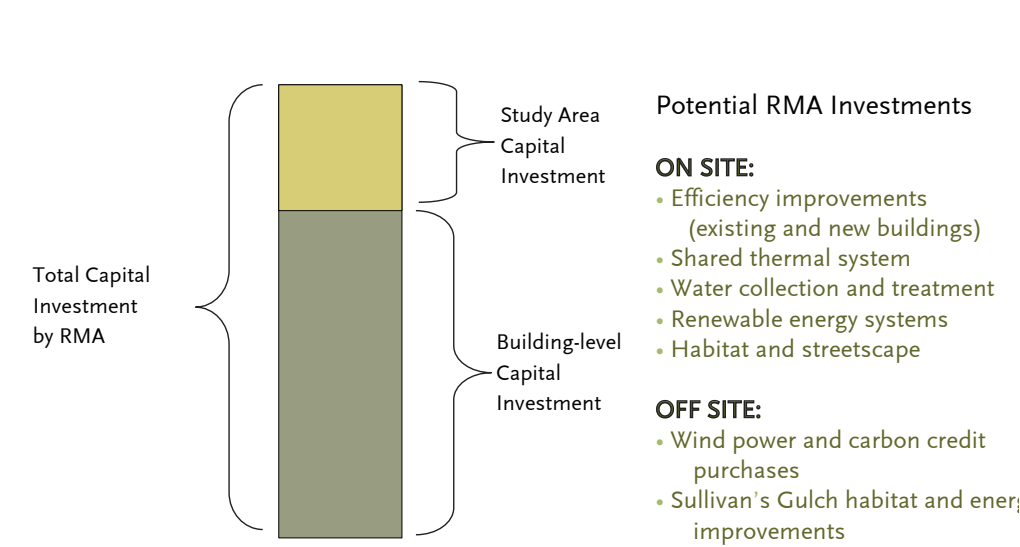 Total Capital
Investment
by RMA
Study Area
Capital
Investment
Building-level
Capital
Investment
Potential RMA Investments
ON SITE:
• Efficiency improvements
(existing and new buildings)
• Shared thermal system
• Water collection and treatment
• Renewable energy systems
• Habitat and streetscape
OFF SITE:
• Wind power and carbon credit
purchases
• Sullivan's Gulch habitat and
improvements